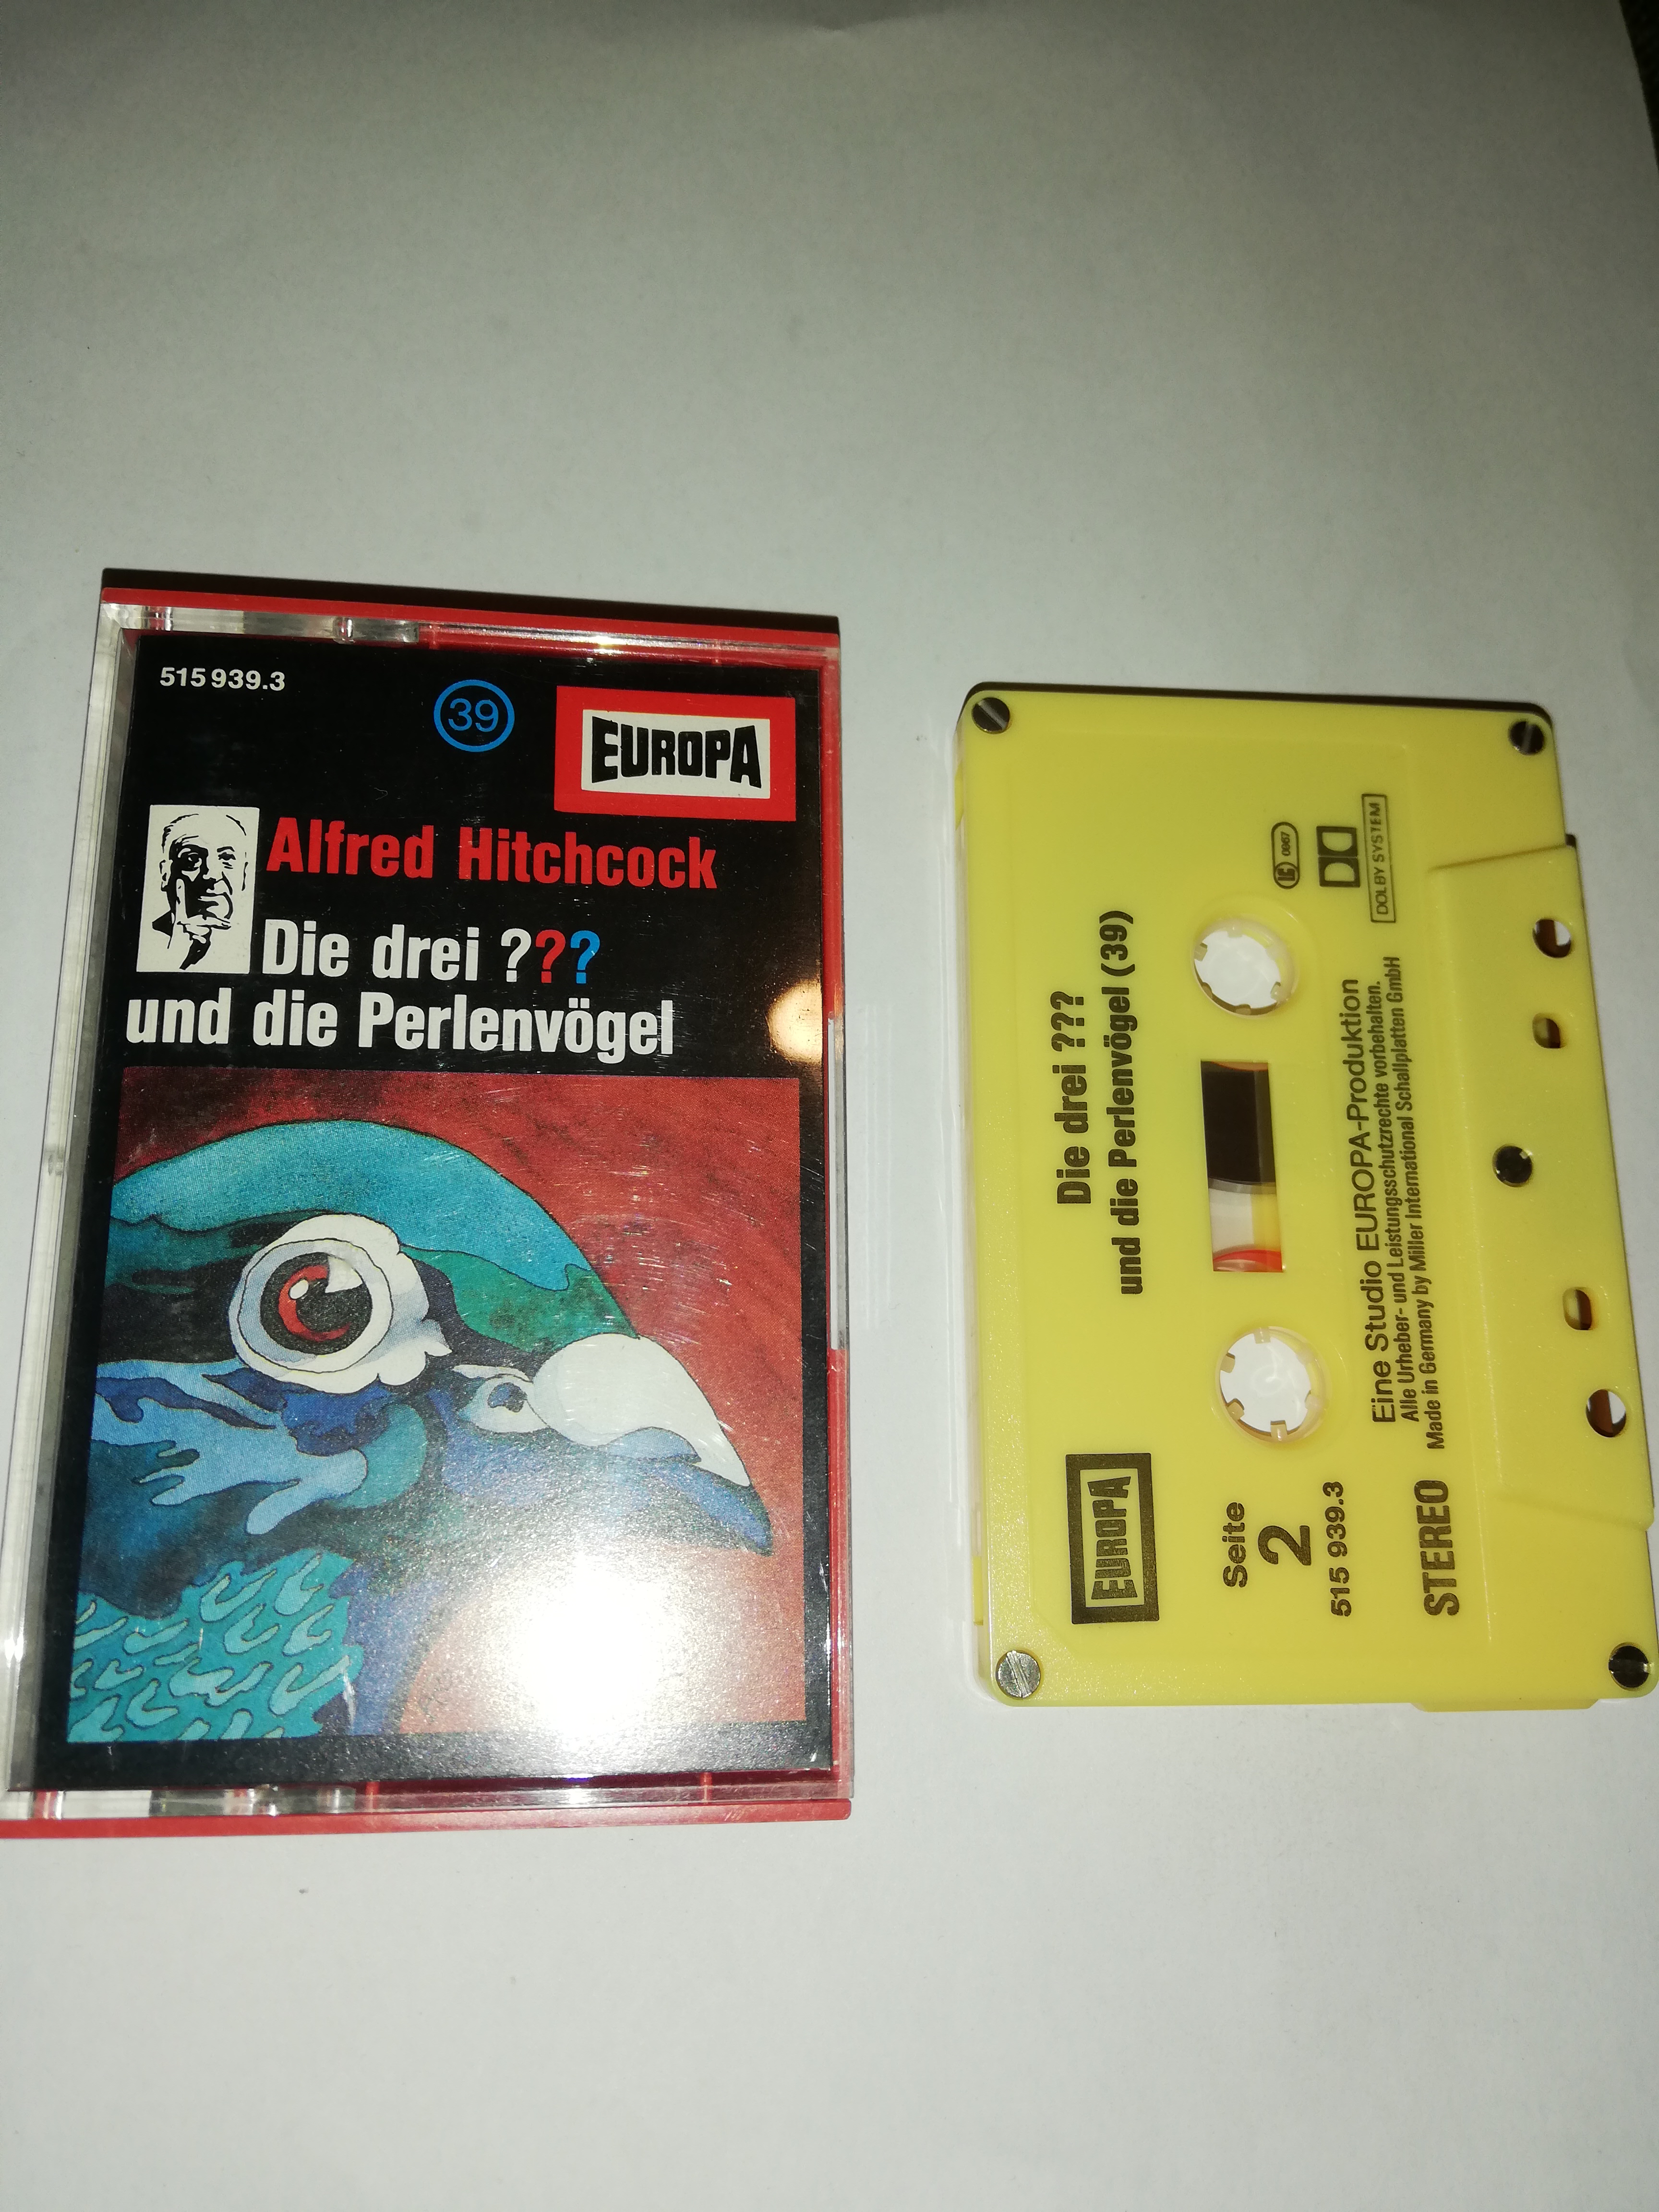 515 939.3
39
EUROPA
Alfred Hitchcock
Die drei ???
und die Perlenvögel
Die drei ???
und die Perlenvögel (39)
EUROPA
Seite
2
515 939.3
LC 0967
DOLBY SYSTEM
Eine Studio EUROPA-Produktion
Alle Urheber- und Leistungsschutzrechte vorbehalten.
Made in Germany by Miller International Schallplatten GmbH
STEREO